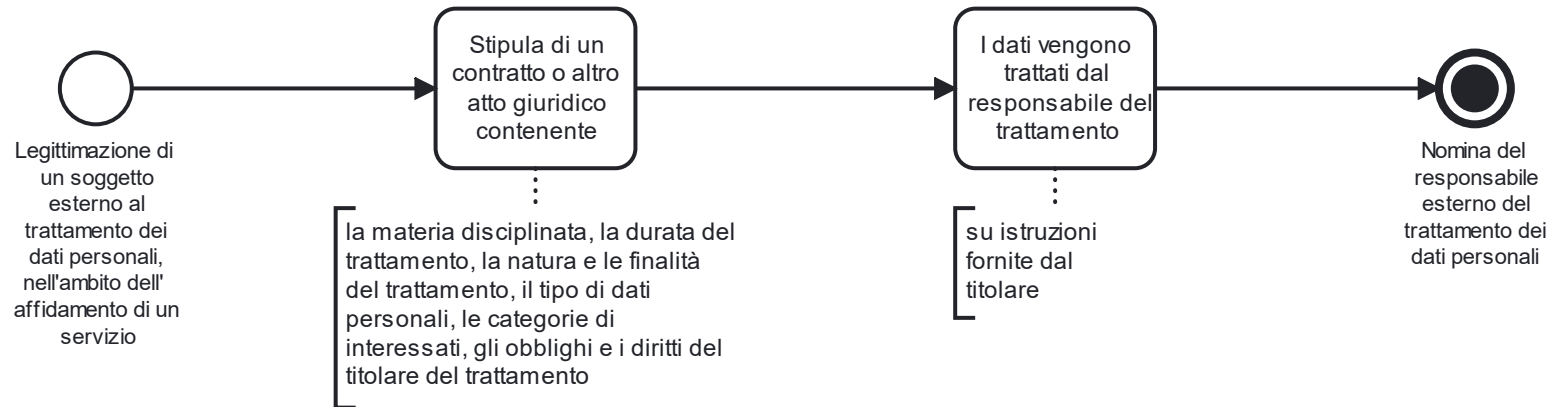 Stipula di un
contratto o altro
atto giuridico
contenente
I dati vengono
trattati dal
responsabile del
trattamento
Legittimazione di
un soggetto
esterno al
trattamento dei
dati personali,
nell'ambito dell'
affidamento di un
servizio
la materia disciplinata, la durata del
trattamento, la natura e le finalità
del trattamento, il tipo di dati
personali, le categorie di
interessati, gli obblighi e i diritti del
titolare del trattamento
su istruzioni
fornite dal
titolare
Nomina del
responsabile
esterno del
trattamento dei
dati personali